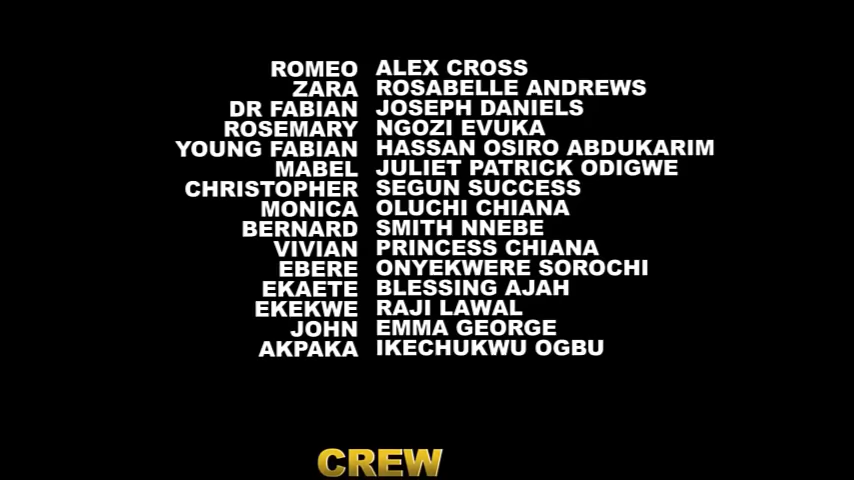 ROMEO ALEX CROSS
ZARA ROSABELLE ANDREWS
DR FABIAN JOSEPH DANIELS
ROSEMARY NGOZI EVUKA
YOUNG FABIAN HASSAN OSIRO ABDUKARIM
MABEL JULIET PATRICK ODIGWE
CHRISTOPHER SEGUN SUCCESS
MONICA OLUCHI CHIANA
BERNARD SMITH NNEBE
VIVIAN PRINCESS CHIANA
EBERE ONYEKWERE SOROCHI
EKAETE BLESSING AJAH
EKEKWE RAJI LAWAL
JOHN EMMA GEORGE
AKPAKA IKECHUKWU OGBU
CREW